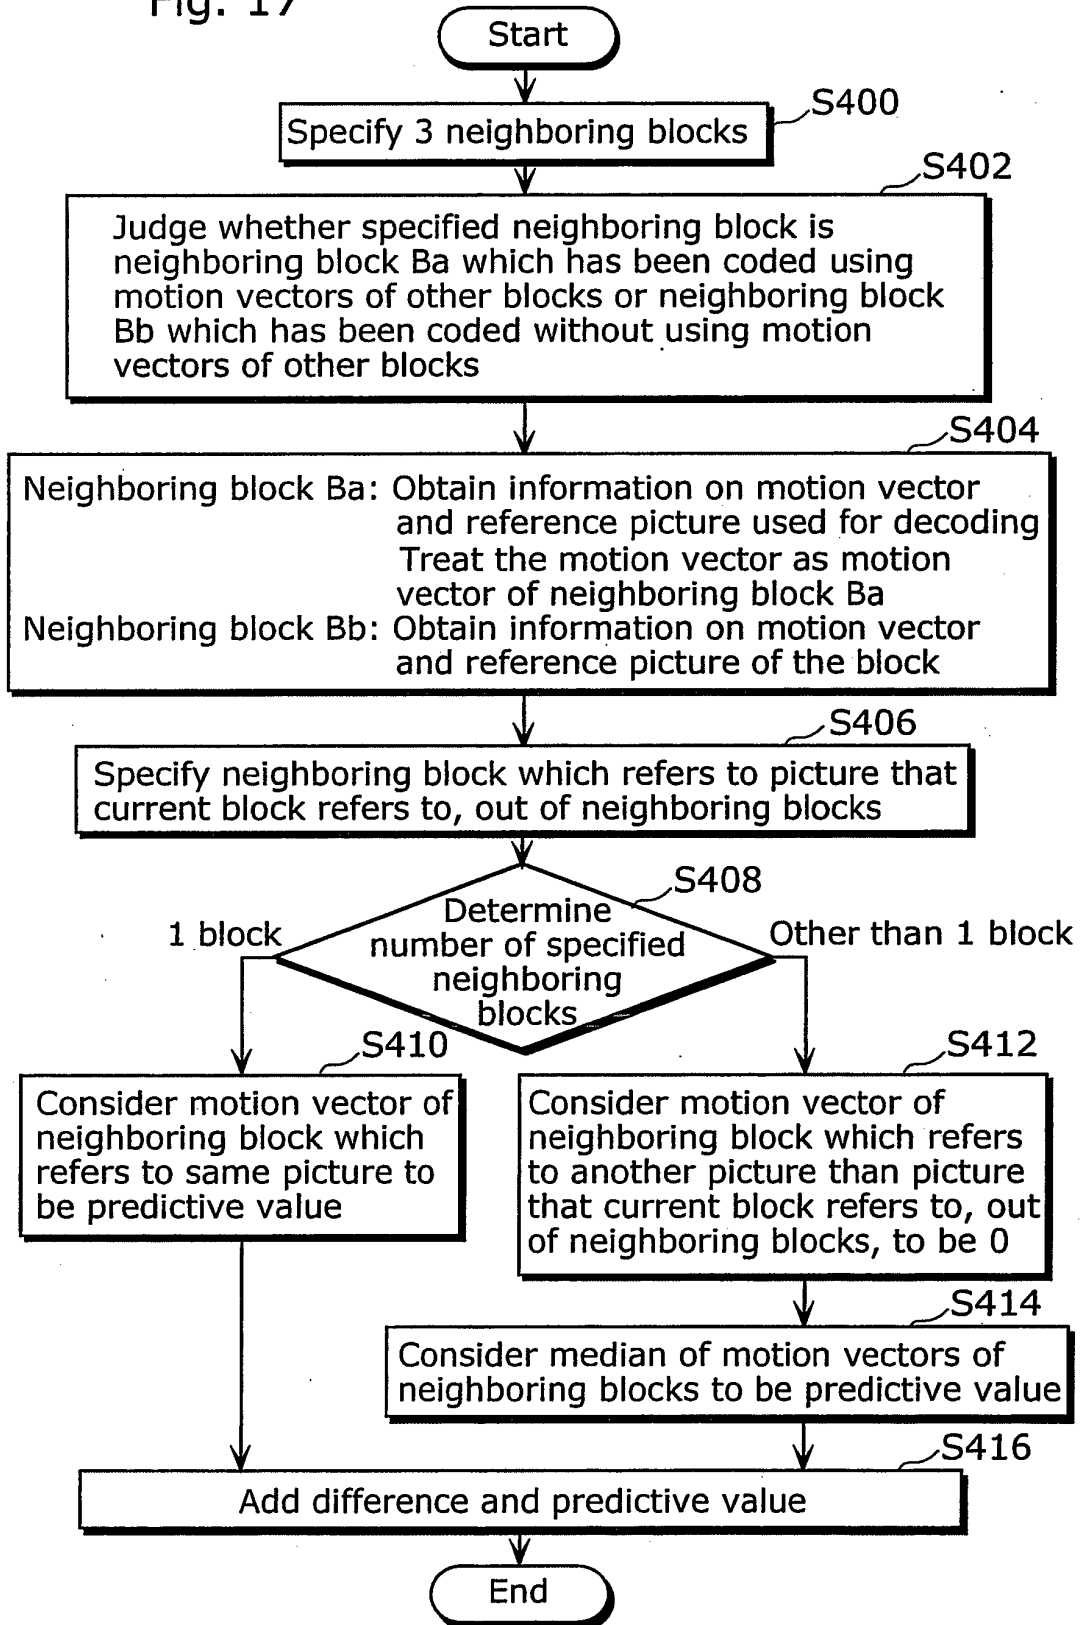 Fig. 17
Start
S400
Specify 3 neighboring blocks
S402
Judge whether specified neighboring block is
neighboring block Ba which has been coded using
motion vectors of other blocks or neighboring block
Bb which has been coded without using motion
vectors of other blocks
S404
Neighboring block Ba: Obtain information on motion vector
and reference picture used for decoding
Treat the motion vector as motion
vector of neighboring block Ba
Neighboring block Bb: Obtain information on motion vector
and reference picture of the block
S406
Specify neighboring block which refers to picture that
current block refers to, out of neighboring blocks
S408
Determine
number of specified
neighboring
blocks
1 block
Other than 1 block
S410
Consider motion vector of
neighboring block which
refers to same picture to
be predictive value
S412
Consider motion vector of
neighboring block which refers
to another picture than picture
that current block refers to, out
of neighboring blocks, to be 0
S414
Consider median of motion vectors of
neighboring blocks to be predictive value
S416
Add difference and predictive value
End